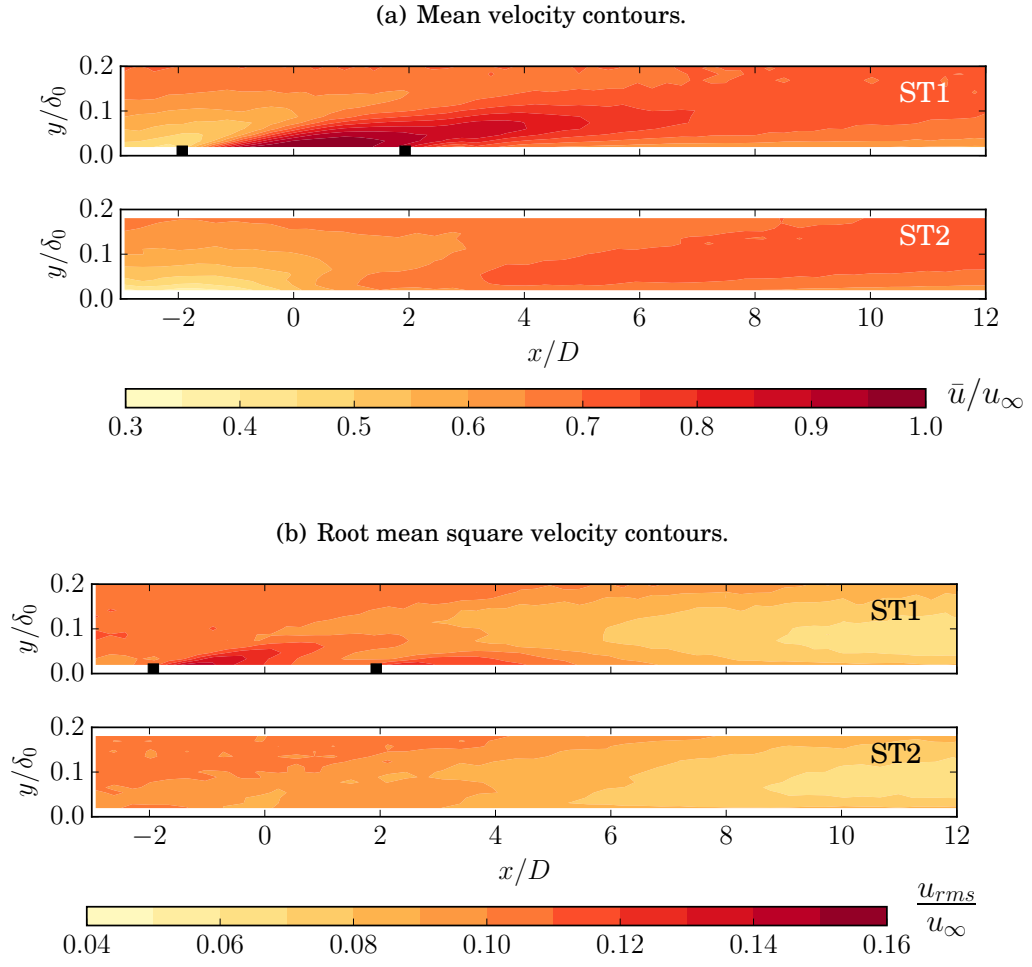 (a) Mean velocity contours.
0.2
y/δ₀
0.1
0.0
ST1
0.2
y/δ₀
0.1
0.0
ST2
−2 0 2 4 6 8 10 12
x/D
0.3 0.4 0.5 0.6 0.7 0.8 0.9 1.0
ū/u∞
(b) Root mean square velocity contours.
0.2
y/δ₀
0.1
0.0
ST1
0.2
y/δ₀
0.1
0.0
ST2
−2 0 2 4 6 8 10 12
x/D
0.04 0.06 0.08 0.10 0.12 0.14 0.16
u_rms/u∞